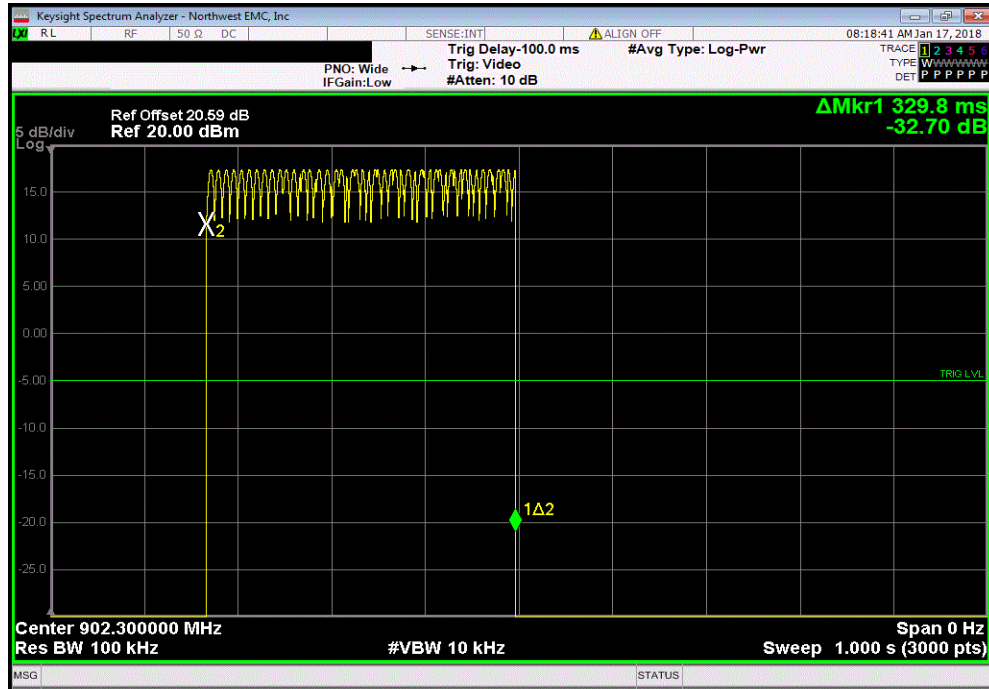 Keysight Spectrum Analyzer - Northwest EMC, Inc
LXI RL RF 50 Ω DC SENSE:INT ALIGN OFF 08:18:41 AM Jan 17, 2018
Trig Delay-100.0 ms #Avg Type: Log-Pwr TRACE 1 2 3 4 5 6
PNO: Wide Trig: Video TYPE WWWWWW
IFGain:Low #Atten: 10 dB DET P P P P P P
ΔMkr1 329.8 ms
-32.70 dB
Ref Offset 20.59 dB
5 dB/div Ref 20.00 dBm
Log
15.0
2
10.0
5.00
0.00
-5.00
TRIG LVL
-10.0
-15.0
1Δ2
-20.0
-25.0
Center 902.300000 MHz Span 0 Hz
Res BW 100 kHz #VBW 10 kHz Sweep 1.000 s (3000 pts)
MSG STATUS